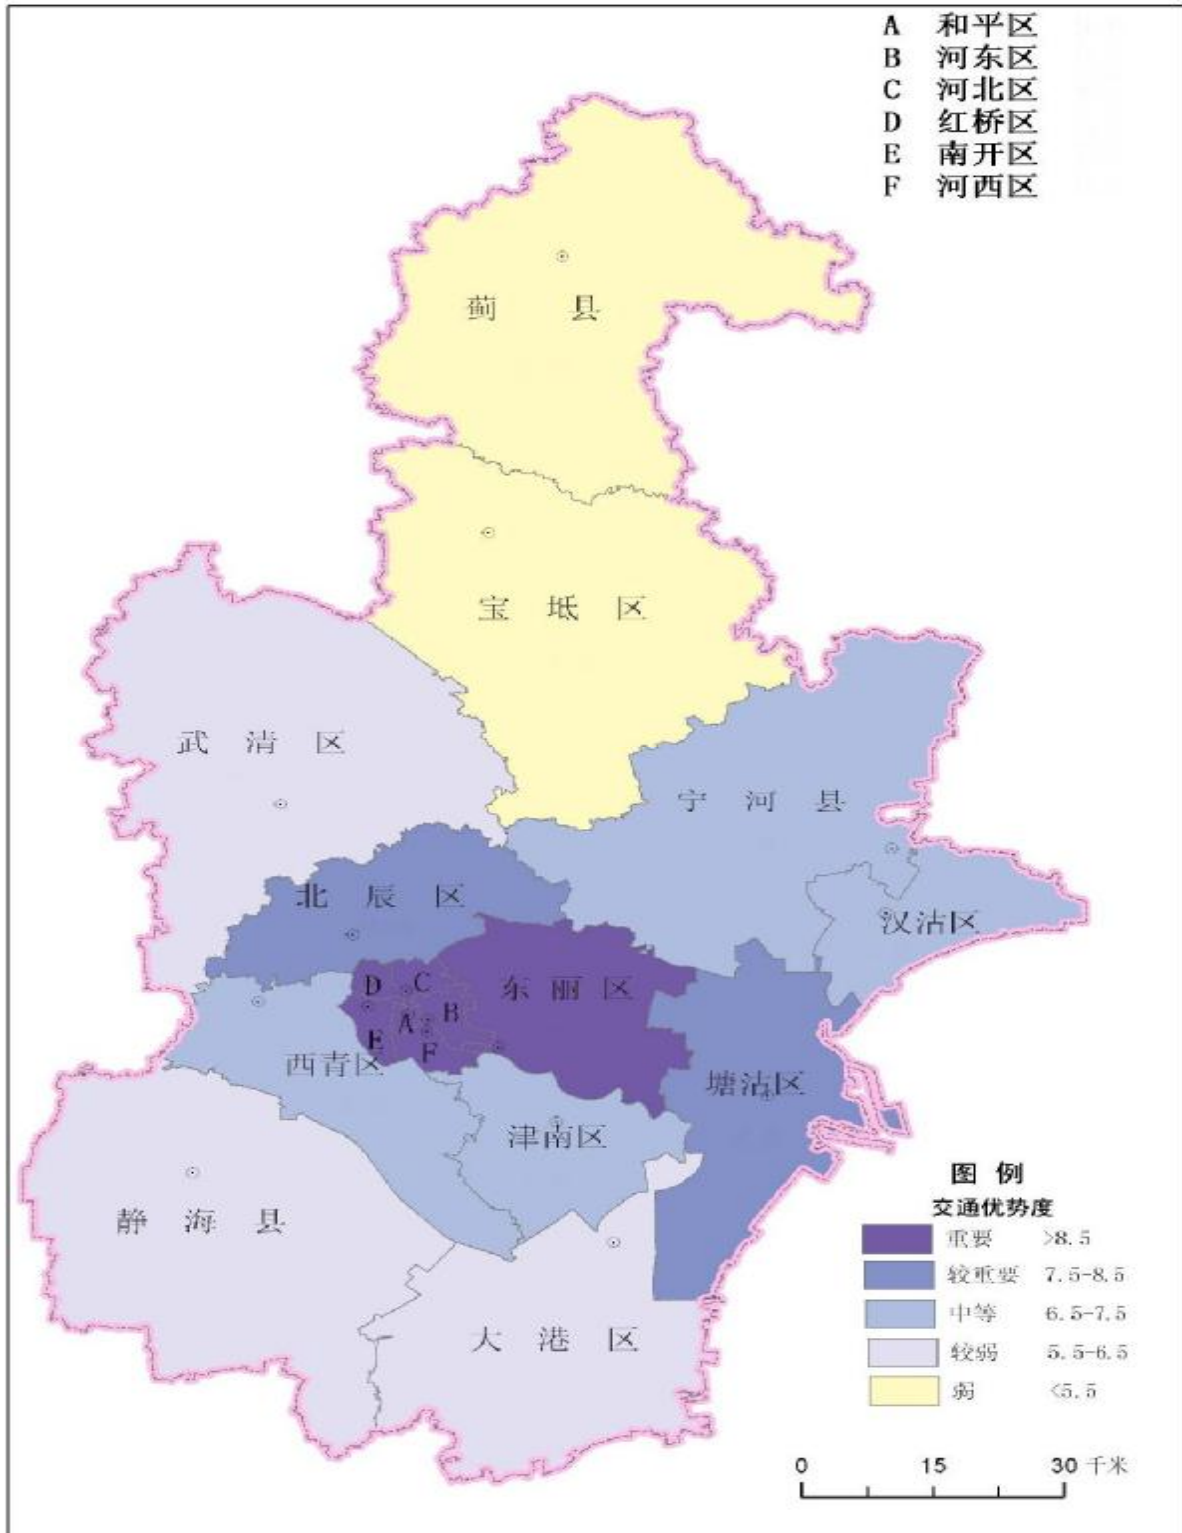 A 和平区
B 河东区
C 河北区
D 红桥区
E 南开区
F 河西区
蓟 县
宝 坻 区
武 清 区
宁 河 县
北 辰 区
汉沽区
东 丽 区
D C
B
A
E F
西青区
塘沽区
津南区
静 海 县
大 港 区
图 例
交通优势度
重要 >8.5
较重要 7.5-8.5
中等 6.5-7.5
较弱 5.5-6.5
弱 <5.5
0 15 30 千米